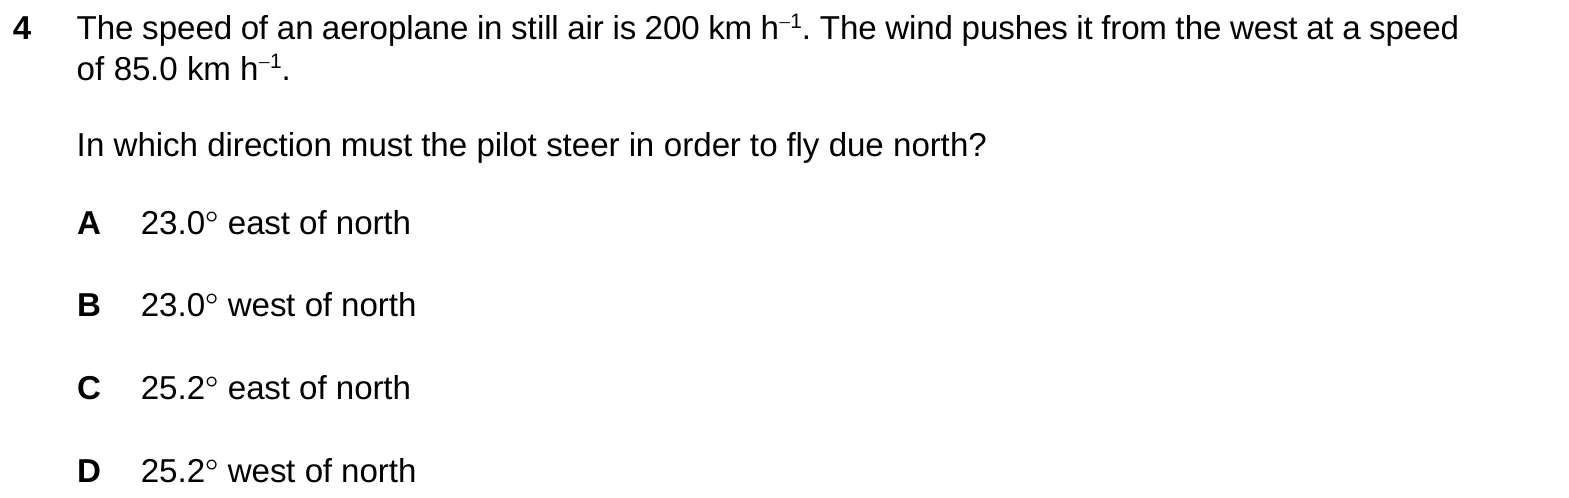 4 The speed of an aeroplane in still air is 200 km h⁻¹. The wind pushes it from the west at a speed
of 85.0 km h⁻¹.
In which direction must the pilot steer in order to fly due north?
A 23.0° east of north
B 23.0° west of north
C 25.2° east of north
D 25.2° west of north